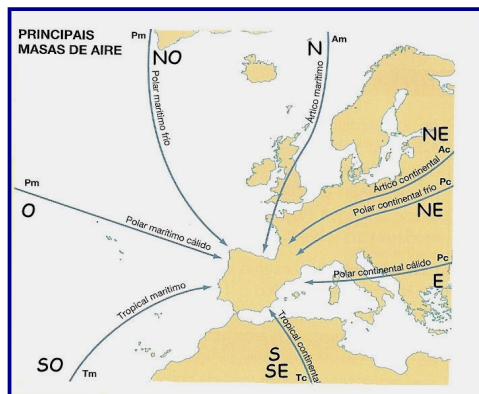 PRINCIPAIS
MASAS DE AIRE
Pm
NO
Polar marítimo frío
N
Am
Ártico marítimo
NE
Ac
Ártico continental
Pc
Polar continental frío
NE
Pm
O
Polar marítimo cálido
Pc
Polar continental cálido
E
Tropical marítimo
SO
Tm
S
SE
Tropical continental
Tc